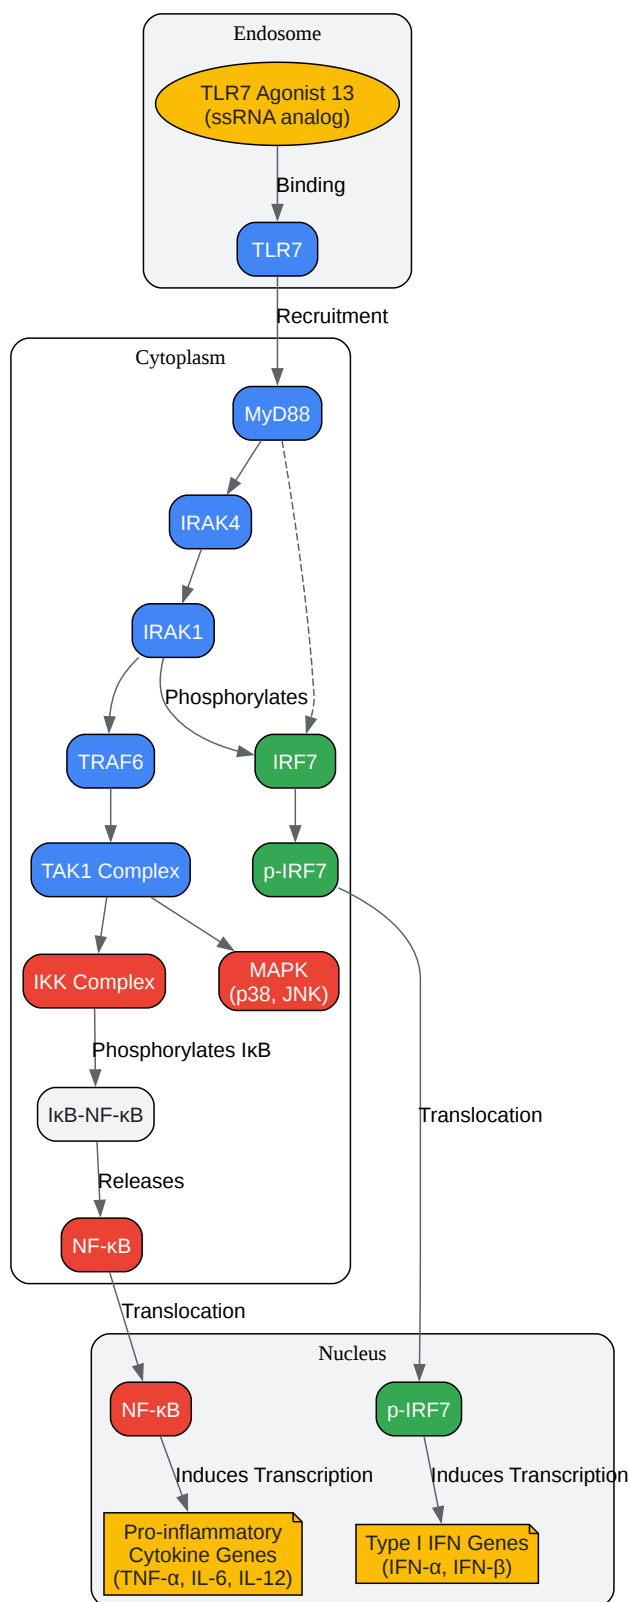 Endosome
TLR7 Agonist 13
(ssRNA analog)
Binding
TLR7
Recruitment
Cytoplasm
MyD88
IRAK4
IRAK1
Phosphorylates
TRAF6
IRF7
TAK1 Complex
p-IRF7
IKK Complex
MAPK
(p38, JNK)
Phosphorylates IκB
IκB-NF-κB
Translocation
Releases
NF-κB
Translocation
Nucleus
NF-κB
p-IRF7
Induces Transcription
Induces Transcription
Pro-inflammatory
Cytokine Genes
(TNF-α, IL-6, IL-12)
Type I IFN Genes
(IFN-α, IFN-β)